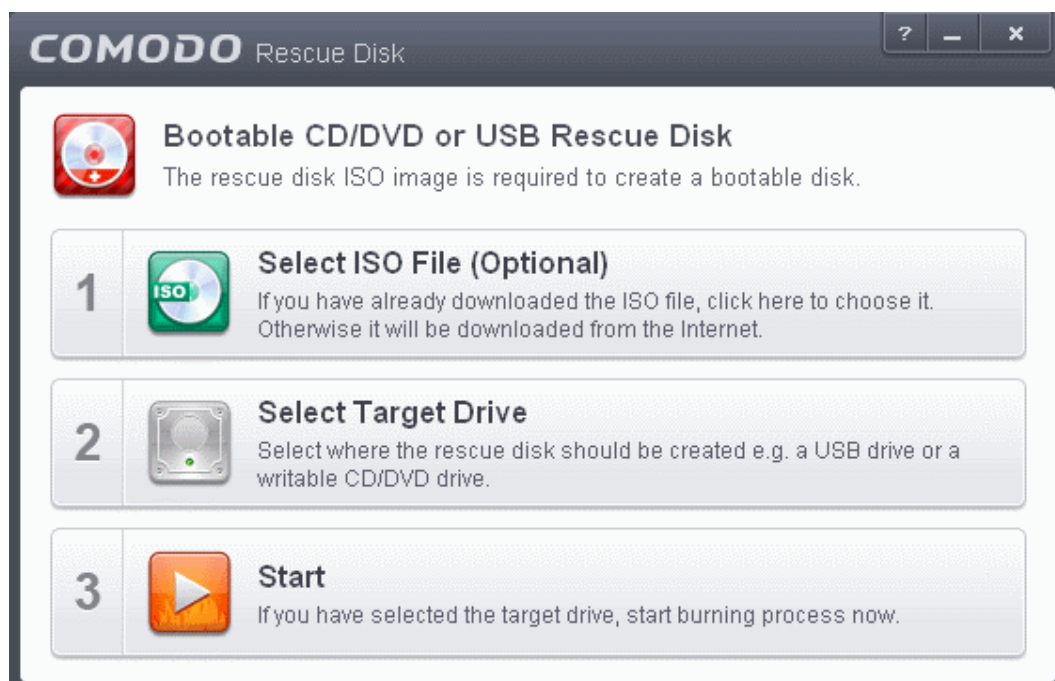 COMODO Rescue Disk
?
Bootable CD/DVD or USB Rescue Disk
The rescue disk ISO image is required to create a bootable disk.
1
ISO
Select ISO File (Optional)
If you have already downloaded the ISO file, click here to choose it.
Otherwise it will be downloaded from the Internet.
2
Select Target Drive
Select where the rescue disk should be created e.g. a USB drive or a
writable CD/DVD drive.
3
Start
If you have selected the target drive, start burning process now.